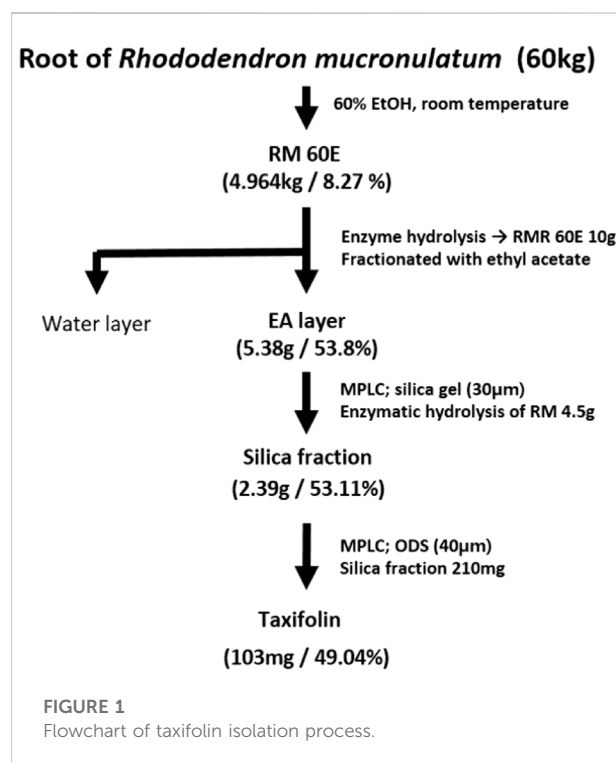 Root of Rhododendron mucronulatum (60kg)
60% EtOH, room temperature
RM 60E
(4.964kg / 8.27 %)
Enzyme hydrolysis → RMR 60E 10g
Fractionated with ethyl acetate
Water layer
EA layer
(5.38g / 53.8%)
MPLC; silica gel (30μm)
Enzymatic hydrolysis of RM 4.5g
Silica fraction
(2.39g / 53.11%)
MPLC; ODS (40μm)
Silica fraction 210mg
Taxifolin
(103mg / 49.04%)
FIGURE 1
Flowchart of taxifolin isolation process.